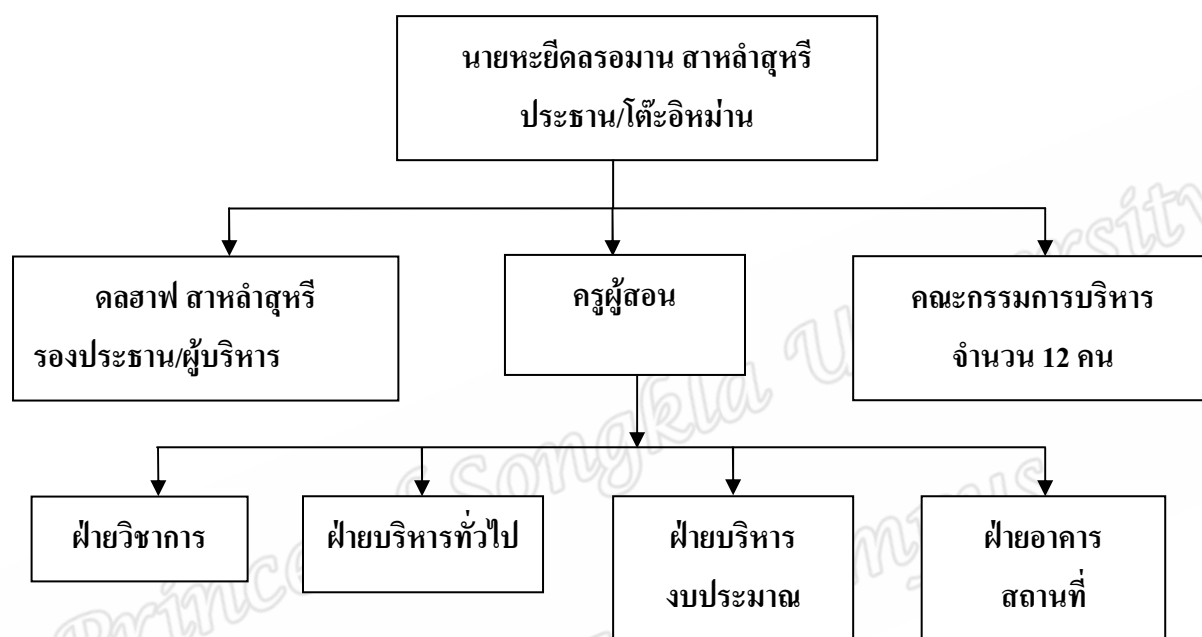 นายหะยีดลรอมาน สาหลำสุหรี
ประธาน/โต๊ะอิหม่าน
ดลฮาฟ สาหลำสุหรี
รองประธาน/ผู้บริหาร
ครูผู้สอน
คณะกรรมการบริหาร
จำนวน 12 คน
ฝ่ายวิชาการ
ฝ่ายบริหารทั่วไป
ฝ่ายบริหาร
งบประมาณ
ฝ่ายอาคาร
สถานที่